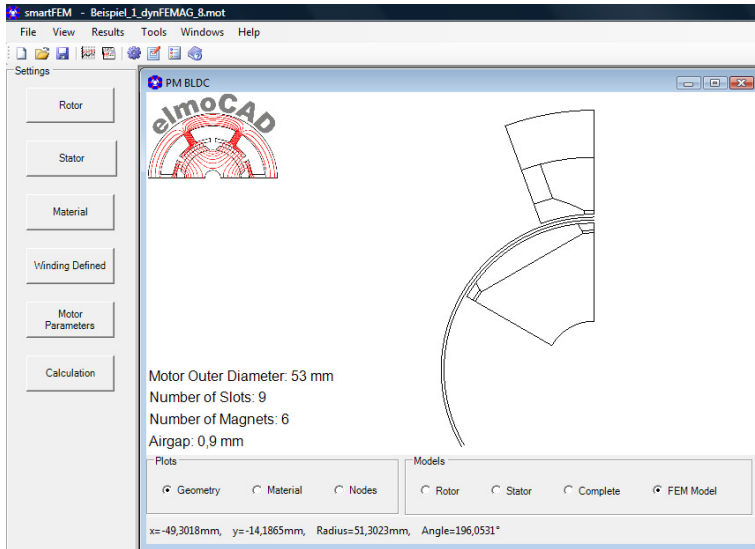 smartFEM - Beispiel_1_dynFEMAG_8.mot
File View Results Tools Windows Help
Settings
Rotor
Stator
Material
Winding Defined
Motor
Parameters
Calculation
PM BLDC
elmoCAD
Motor Outer Diameter: 53 mm
Number of Slots: 9
Number of Magnets: 6
Airgap: 0,9 mm
Plots
Geometry Material Nodes
Models
Rotor Stator Complete FEM Model
x=-49,3018mm, y=-14,1865mm, Radius=51,3023mm, Angle=196,0531°